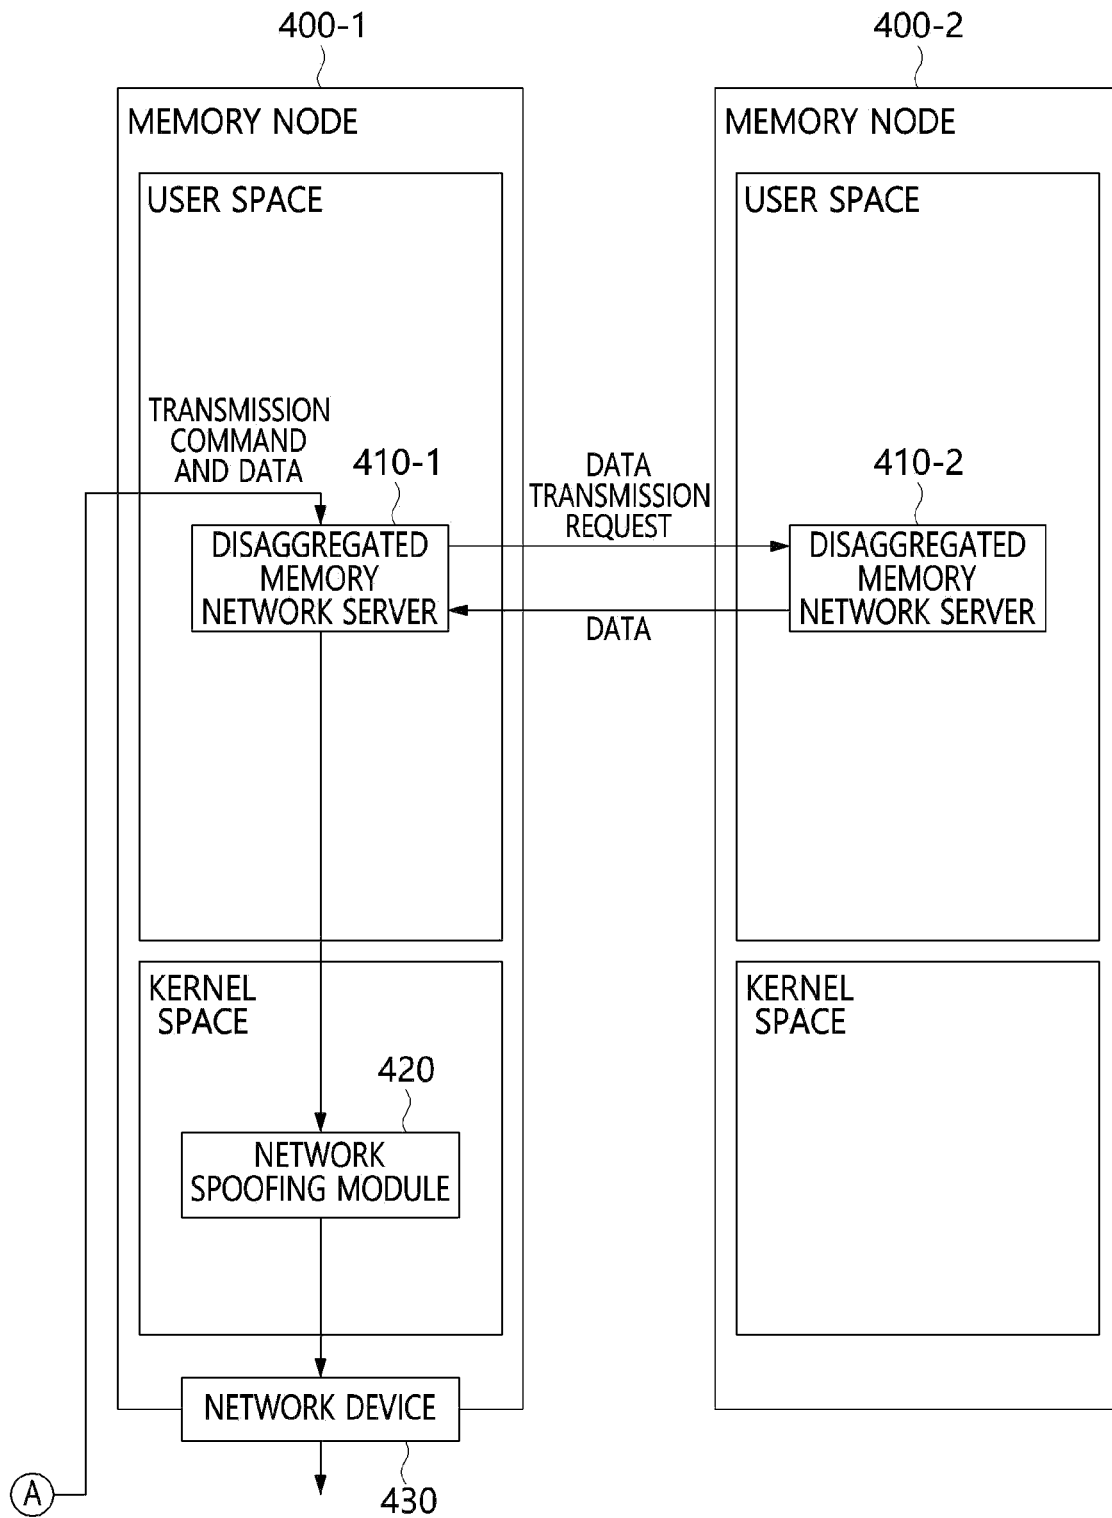 400-1
400-2
MEMORY NODE
MEMORY NODE
USER SPACE
USER SPACE
TRANSMISSION
COMMAND
AND DATA
410-1
DATA
TRANSMISSION
REQUEST
410-2
DISAGGREGATED
MEMORY
NETWORK SERVER
DISAGGREGATED
MEMORY
NETWORK SERVER
DATA
KERNEL
SPACE
KERNEL
SPACE
420
NETWORK
SPOOFING MODULE
NETWORK DEVICE
A
430